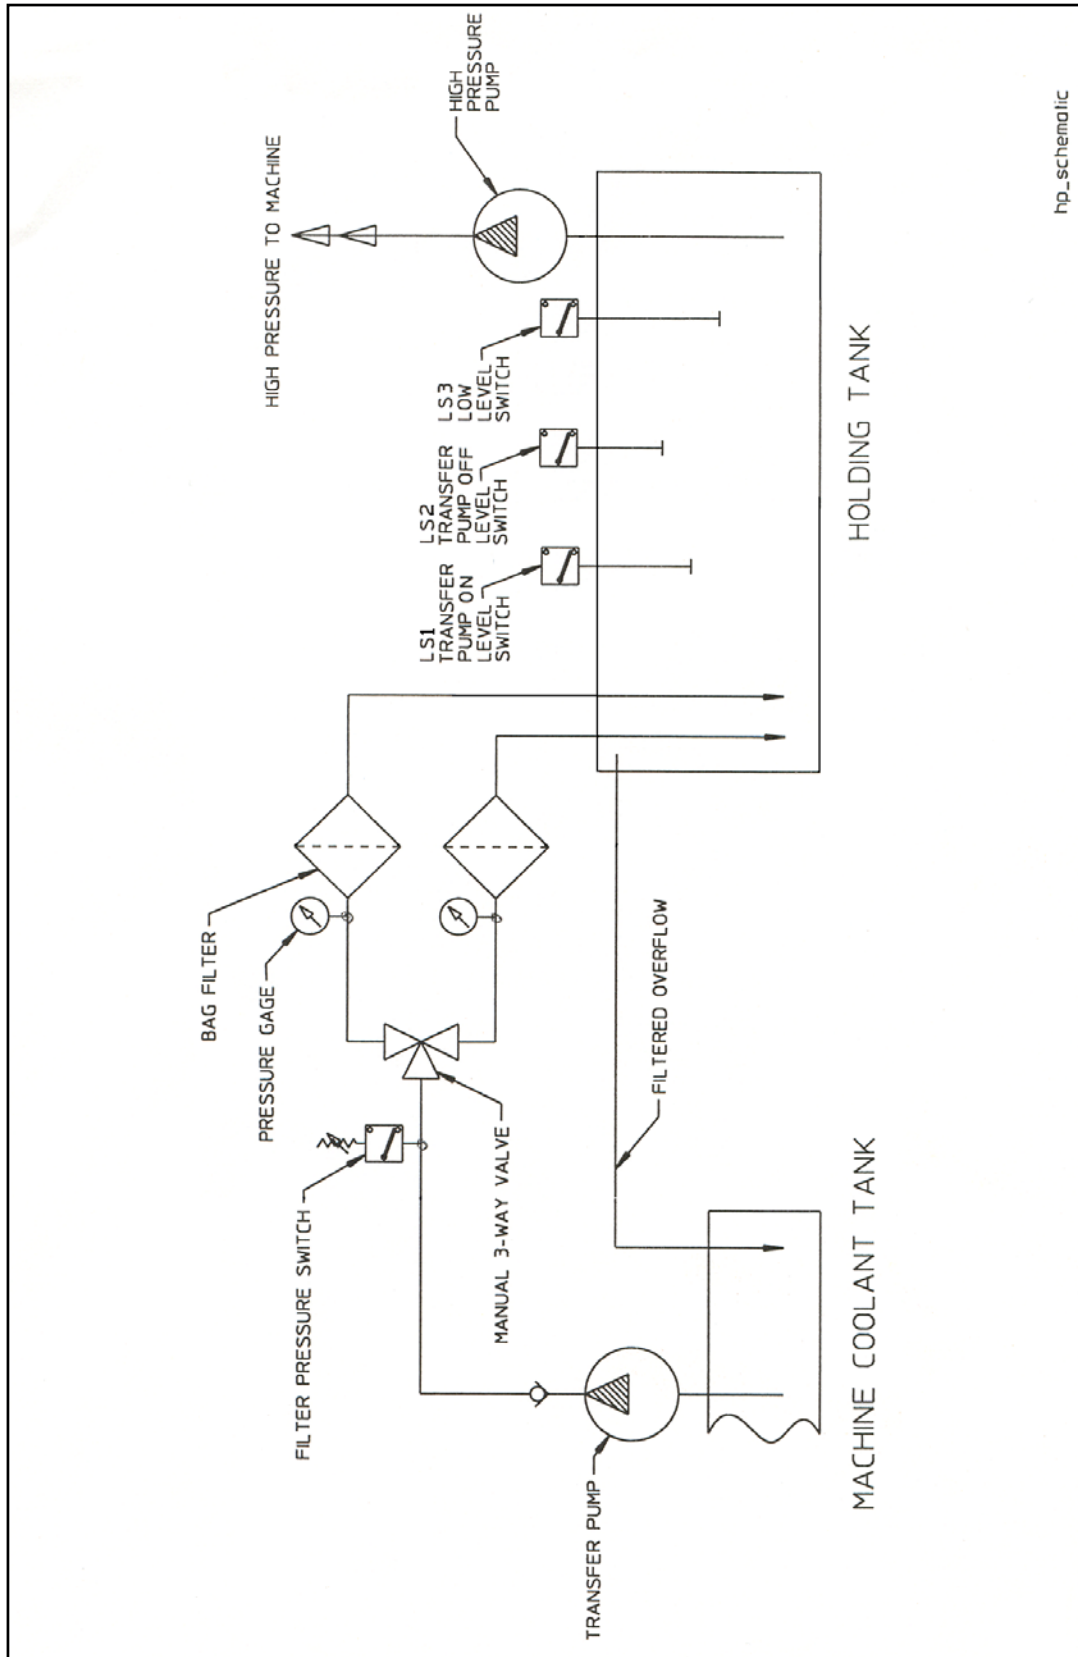 HIGH PRESSURE TO MACHINE
HIGH
PRESSURE
PUMP
BAG FILTER
PRESSURE GAGE
FILTER PRESSURE SWITCH
MANUAL 3-WAY VALVE
TRANSFER PUMP
LS1
TRANSFER
PUMP ON
LEVEL
SWITCH
LS2
TRANSFER
PUMP OFF
LEVEL
SWITCH
LS3
LOW
LEVEL
SWITCH
FILTERED OVERFLOW
MACHINE COOLANT TANK
HOLDING TANK
hp_schematic